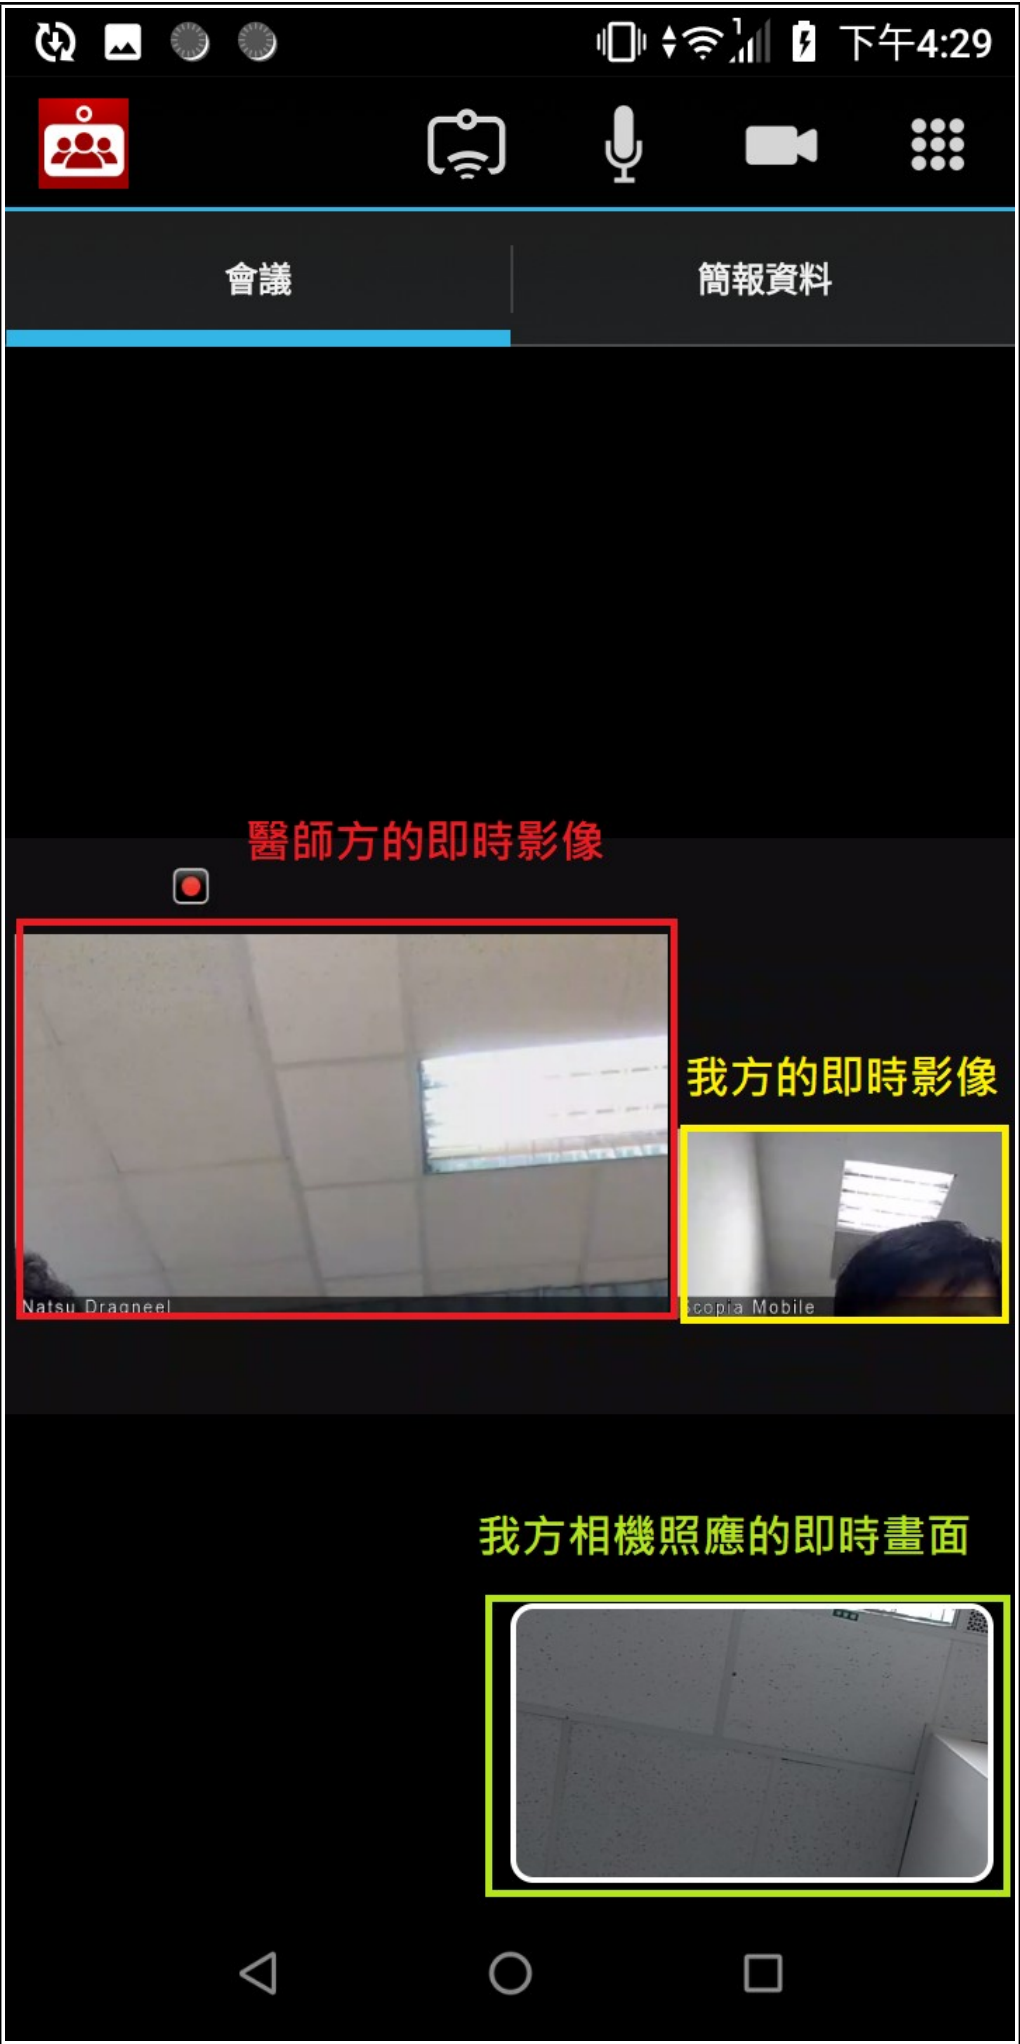 下午4:29
會議
簡報資料
醫師方的即時影像
我方的即時影像
Natsu Dragneel
Scopia Mobile
我方相機照應的即時畫面